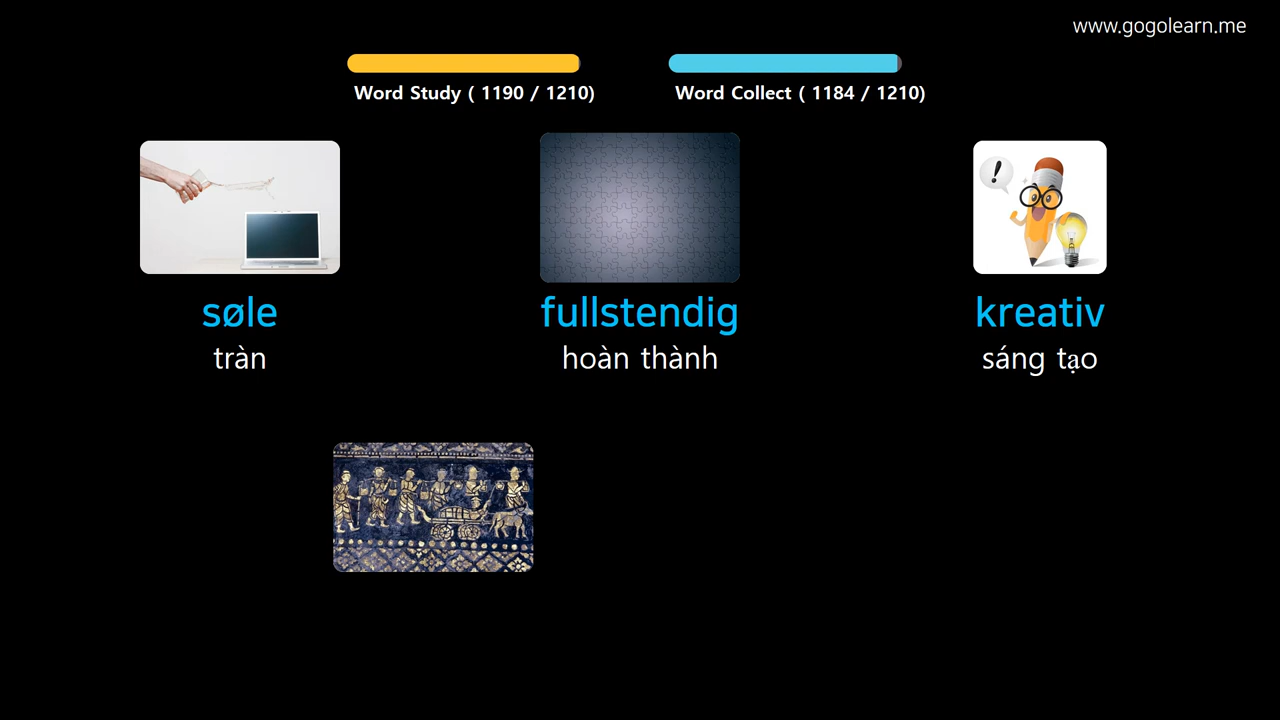 www.gogolearn.me
Word Study ( 1190 / 1210)
Word Collect ( 1184 / 1210)
søle
fullstendig
kreativ
tràn
hoàn thành
sáng tạo